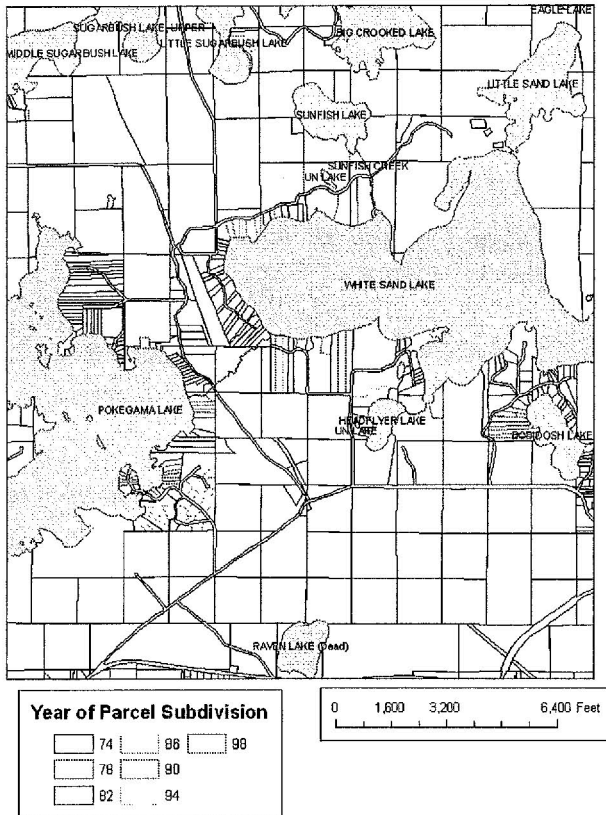 EAGLE LAKE
SUGARBUSH LAKE, UPPER
BIG CROOKED LAKE
LITTLE SUGARBUSH LAKE
MIDDLE SUGARBUSH LAKE
LITTLE SAND LAKE
SUNFISH LAKE
SUNFISH CREEK
UN LAKE
WHITE SAND LAKE
POKEGAMA LAKE
HEADFLYER LAKE
UN LAKE
BOBIDOSH LAKE
RAVEN LAKE (Dead)
Year of Parcel Subdivision
74 86 98
78 90
82 94
0 1,600 3,200 6,400 Feet